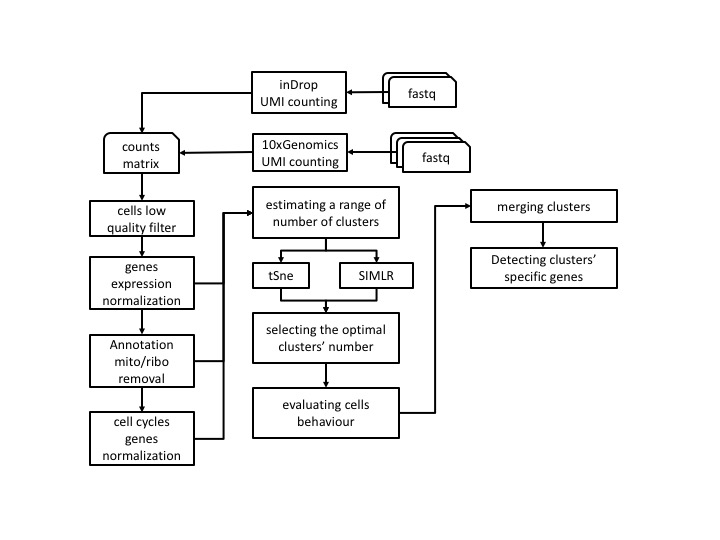 inDrop
UMI counting
fastq
counts
matrix
10xGenomics
UMI counting
fastq
cells low
quality filter
genes
expression
normalization
Annotation
mito/ribo
removal
cell cycles
genes
normalization
estimating a range of
number of clusters
tSne
SIMLR
selecting the optimal
clusters’ number
evaluating cells
behaviour
merging clusters
Detecting clusters’
specific genes